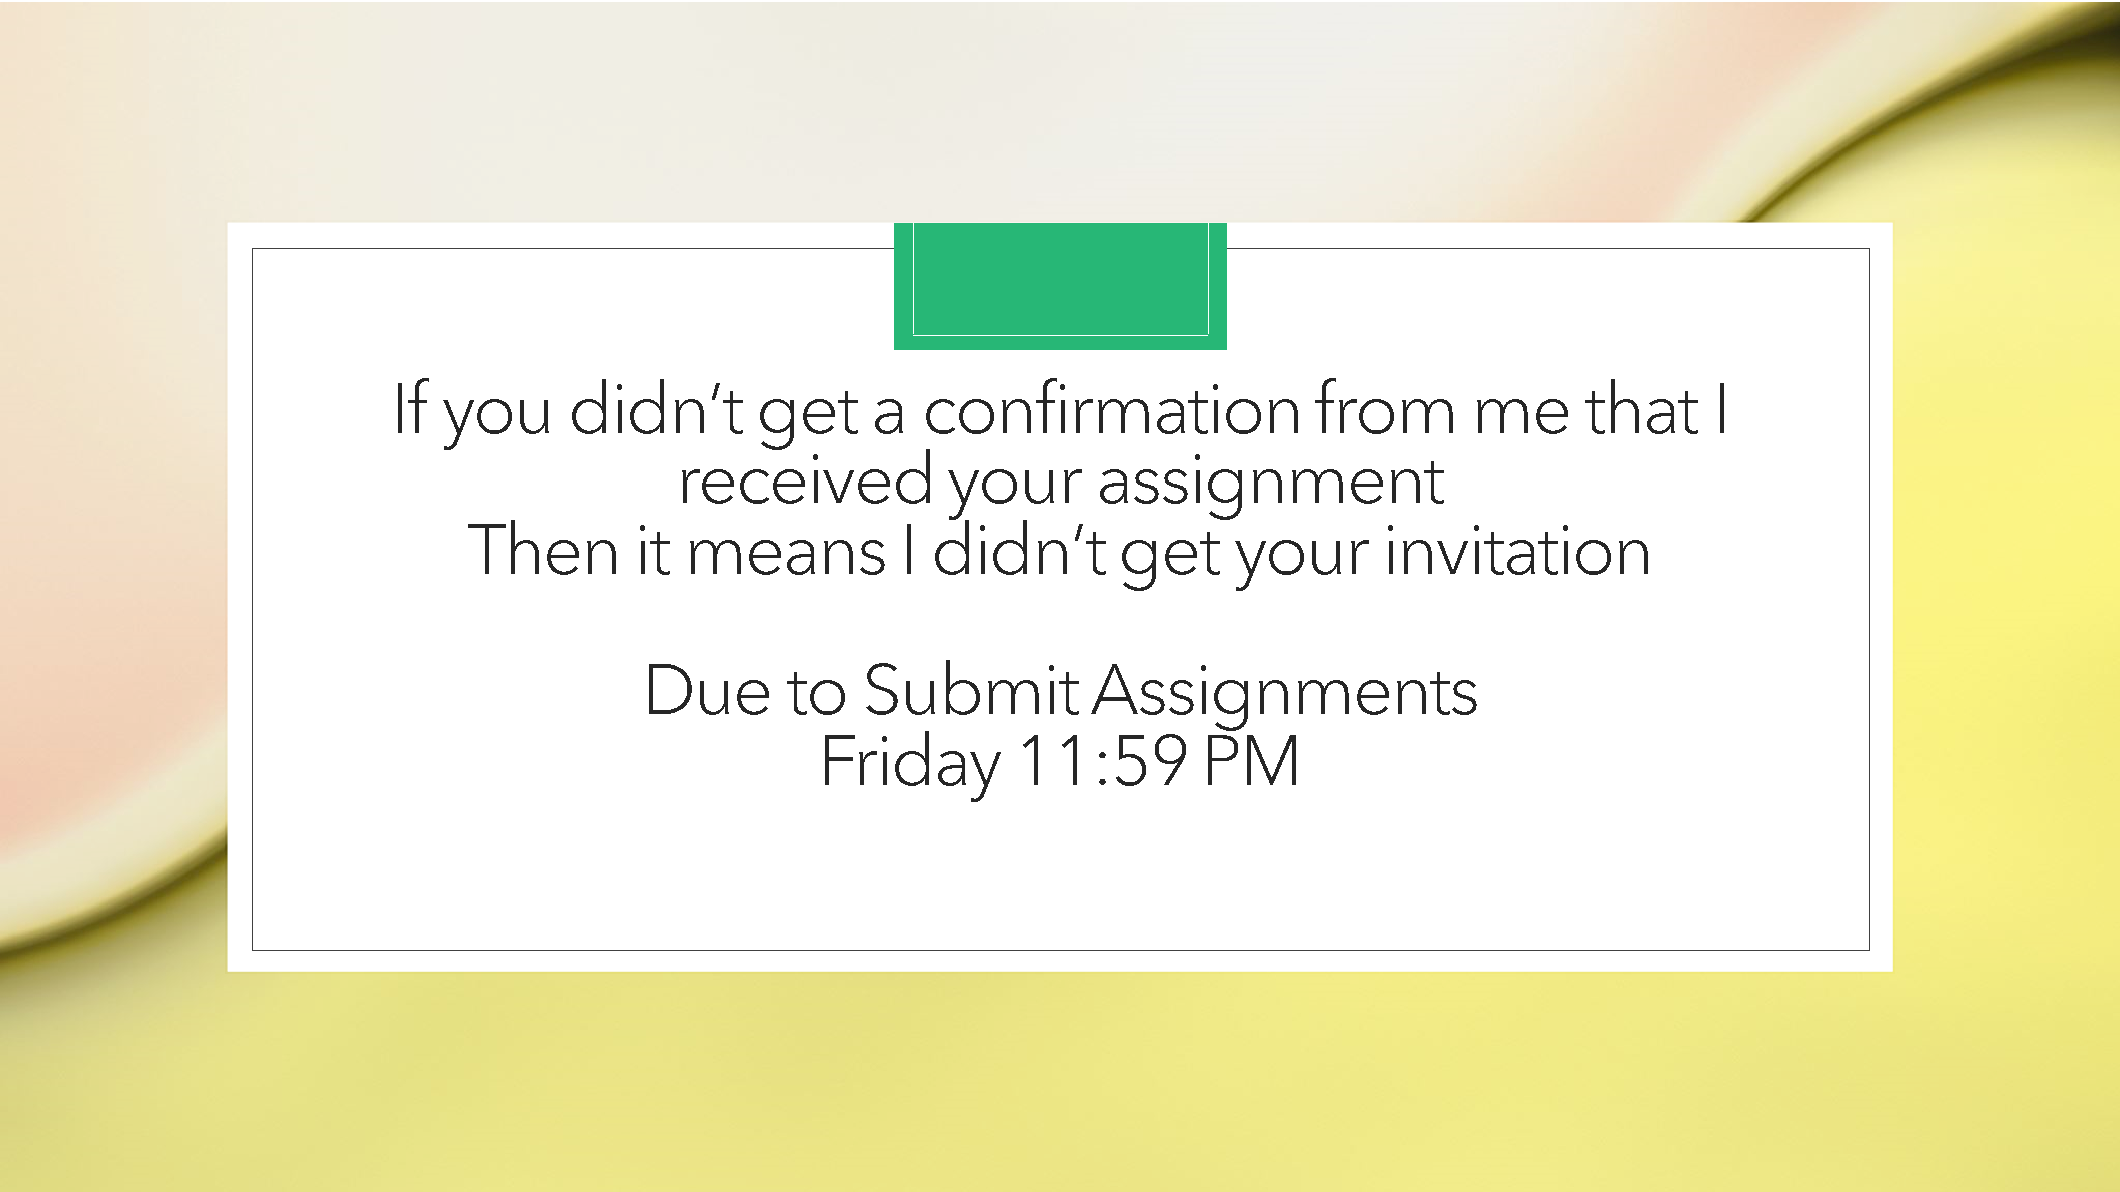 If you didn’t get a confirmation from me that I
received your assignment
Then it means I didn’t get your invitation
Due to Submit Assignments
Friday 11:59 PM